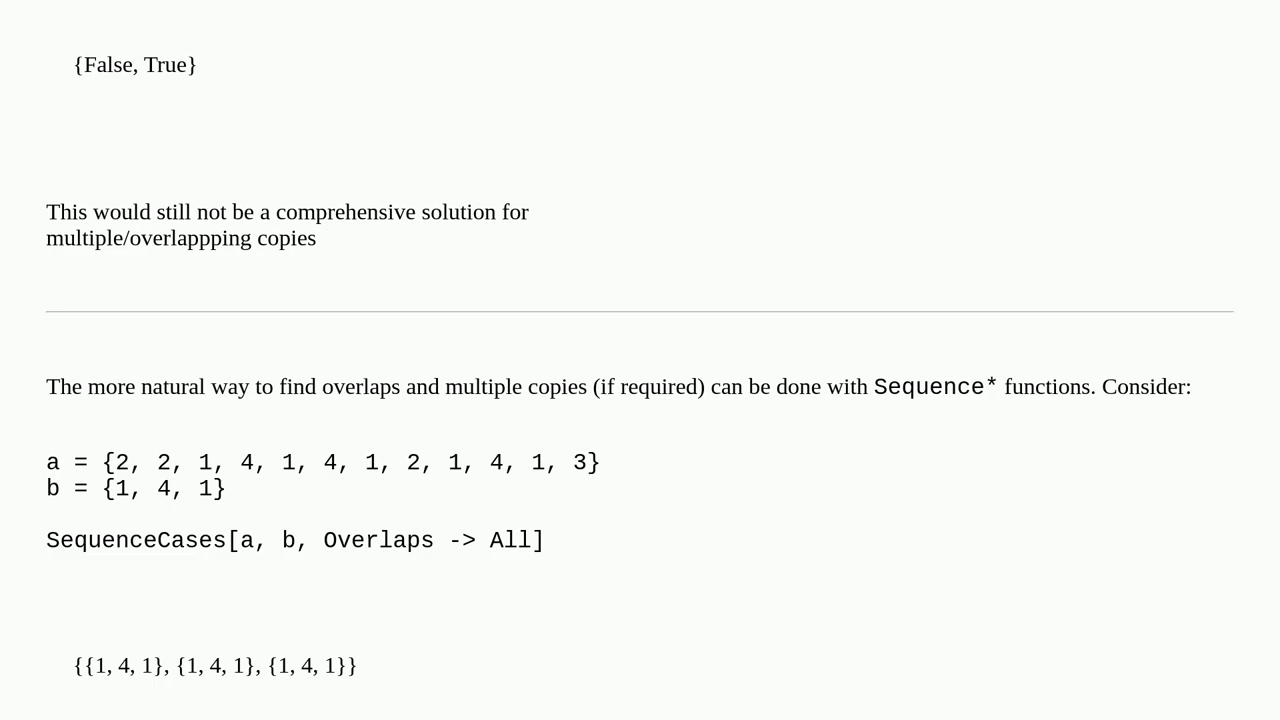 {False, True}
This would still not be a comprehensive solution for
multiple/overlappping copies
The more natural way to find overlaps and multiple copies (if required) can be done with Sequence* functions. Consider:
a = {2, 2, 1, 4, 1, 4, 1, 2, 1, 4, 1, 3}
b = {1, 4, 1}
SequenceCases[a, b, Overlaps -> All]
{{1, 4, 1}, {1, 4, 1}, {1, 4, 1}}